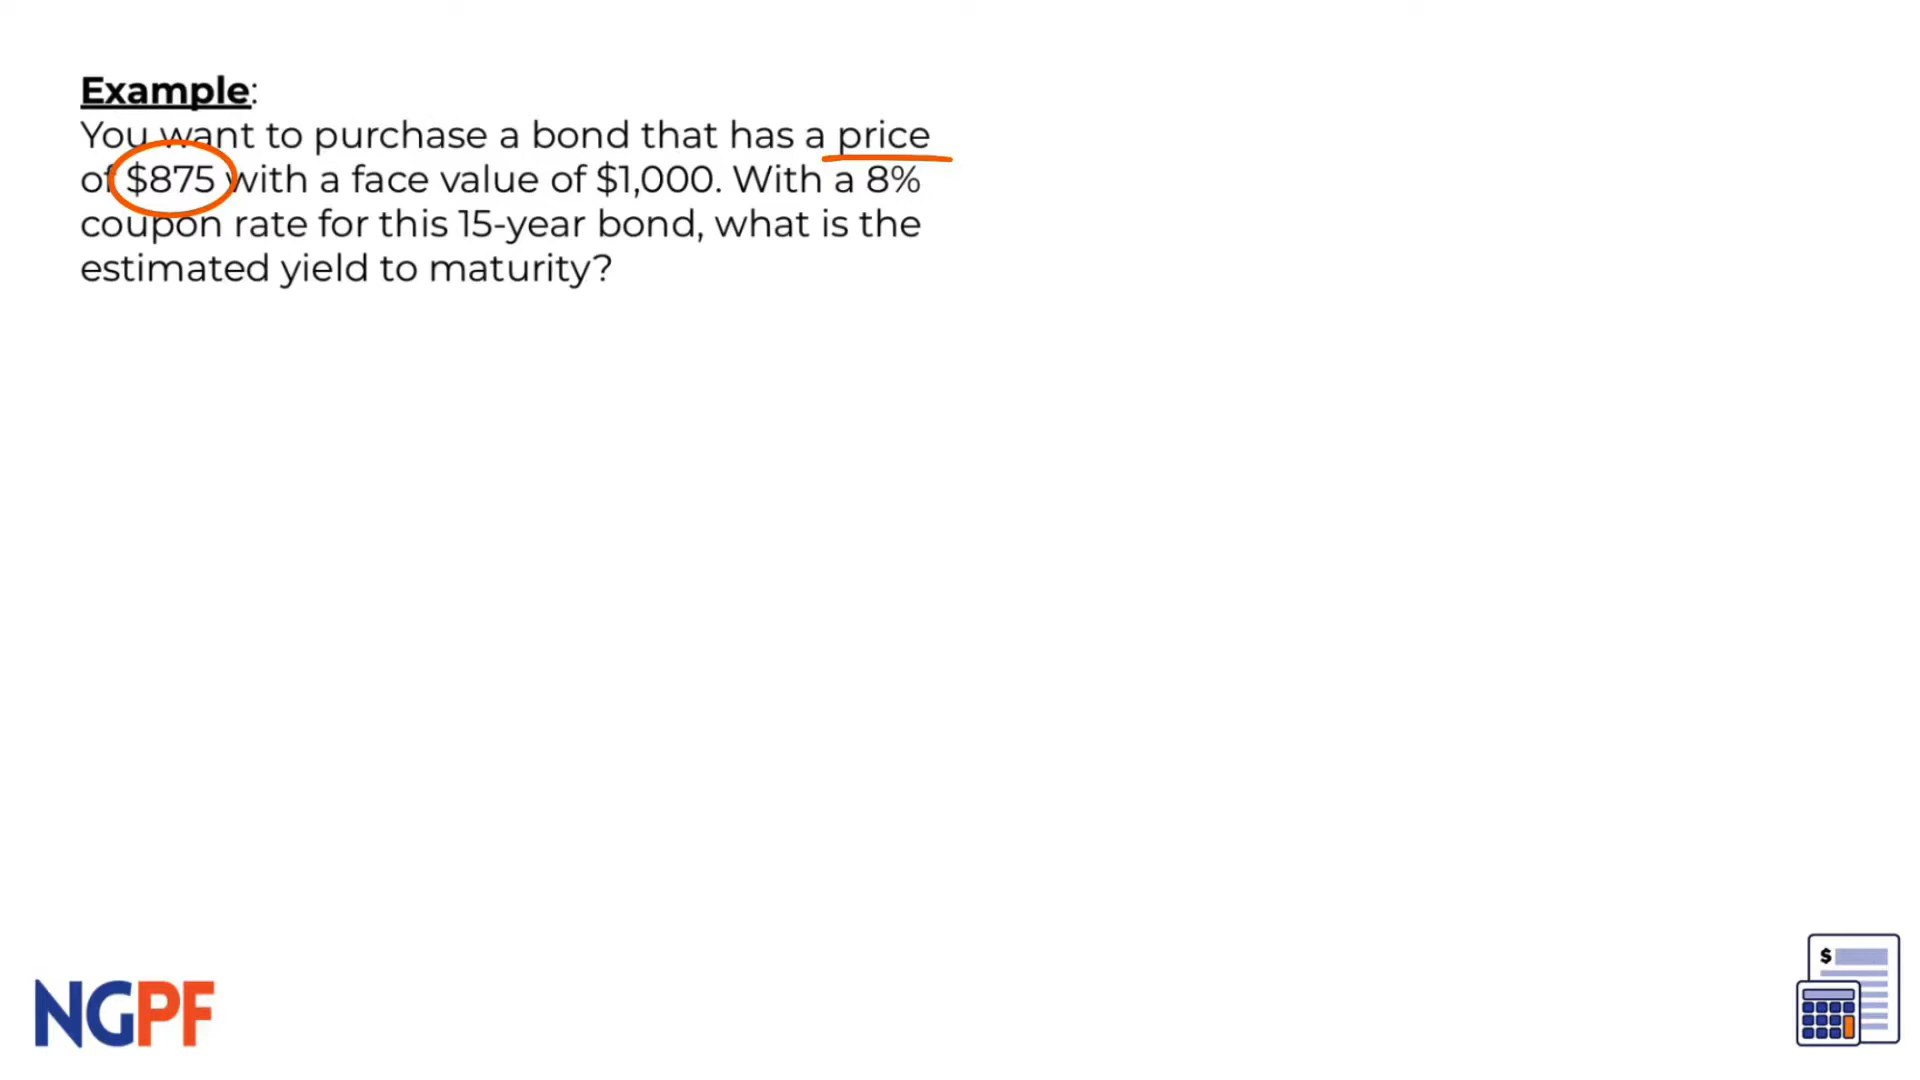 Example:
You want to purchase a bond that has a price
of $875 with a face value of $1,000. With a 8%
coupon rate for this 15-year bond, what is the
estimated yield to maturity?
NGPF
$